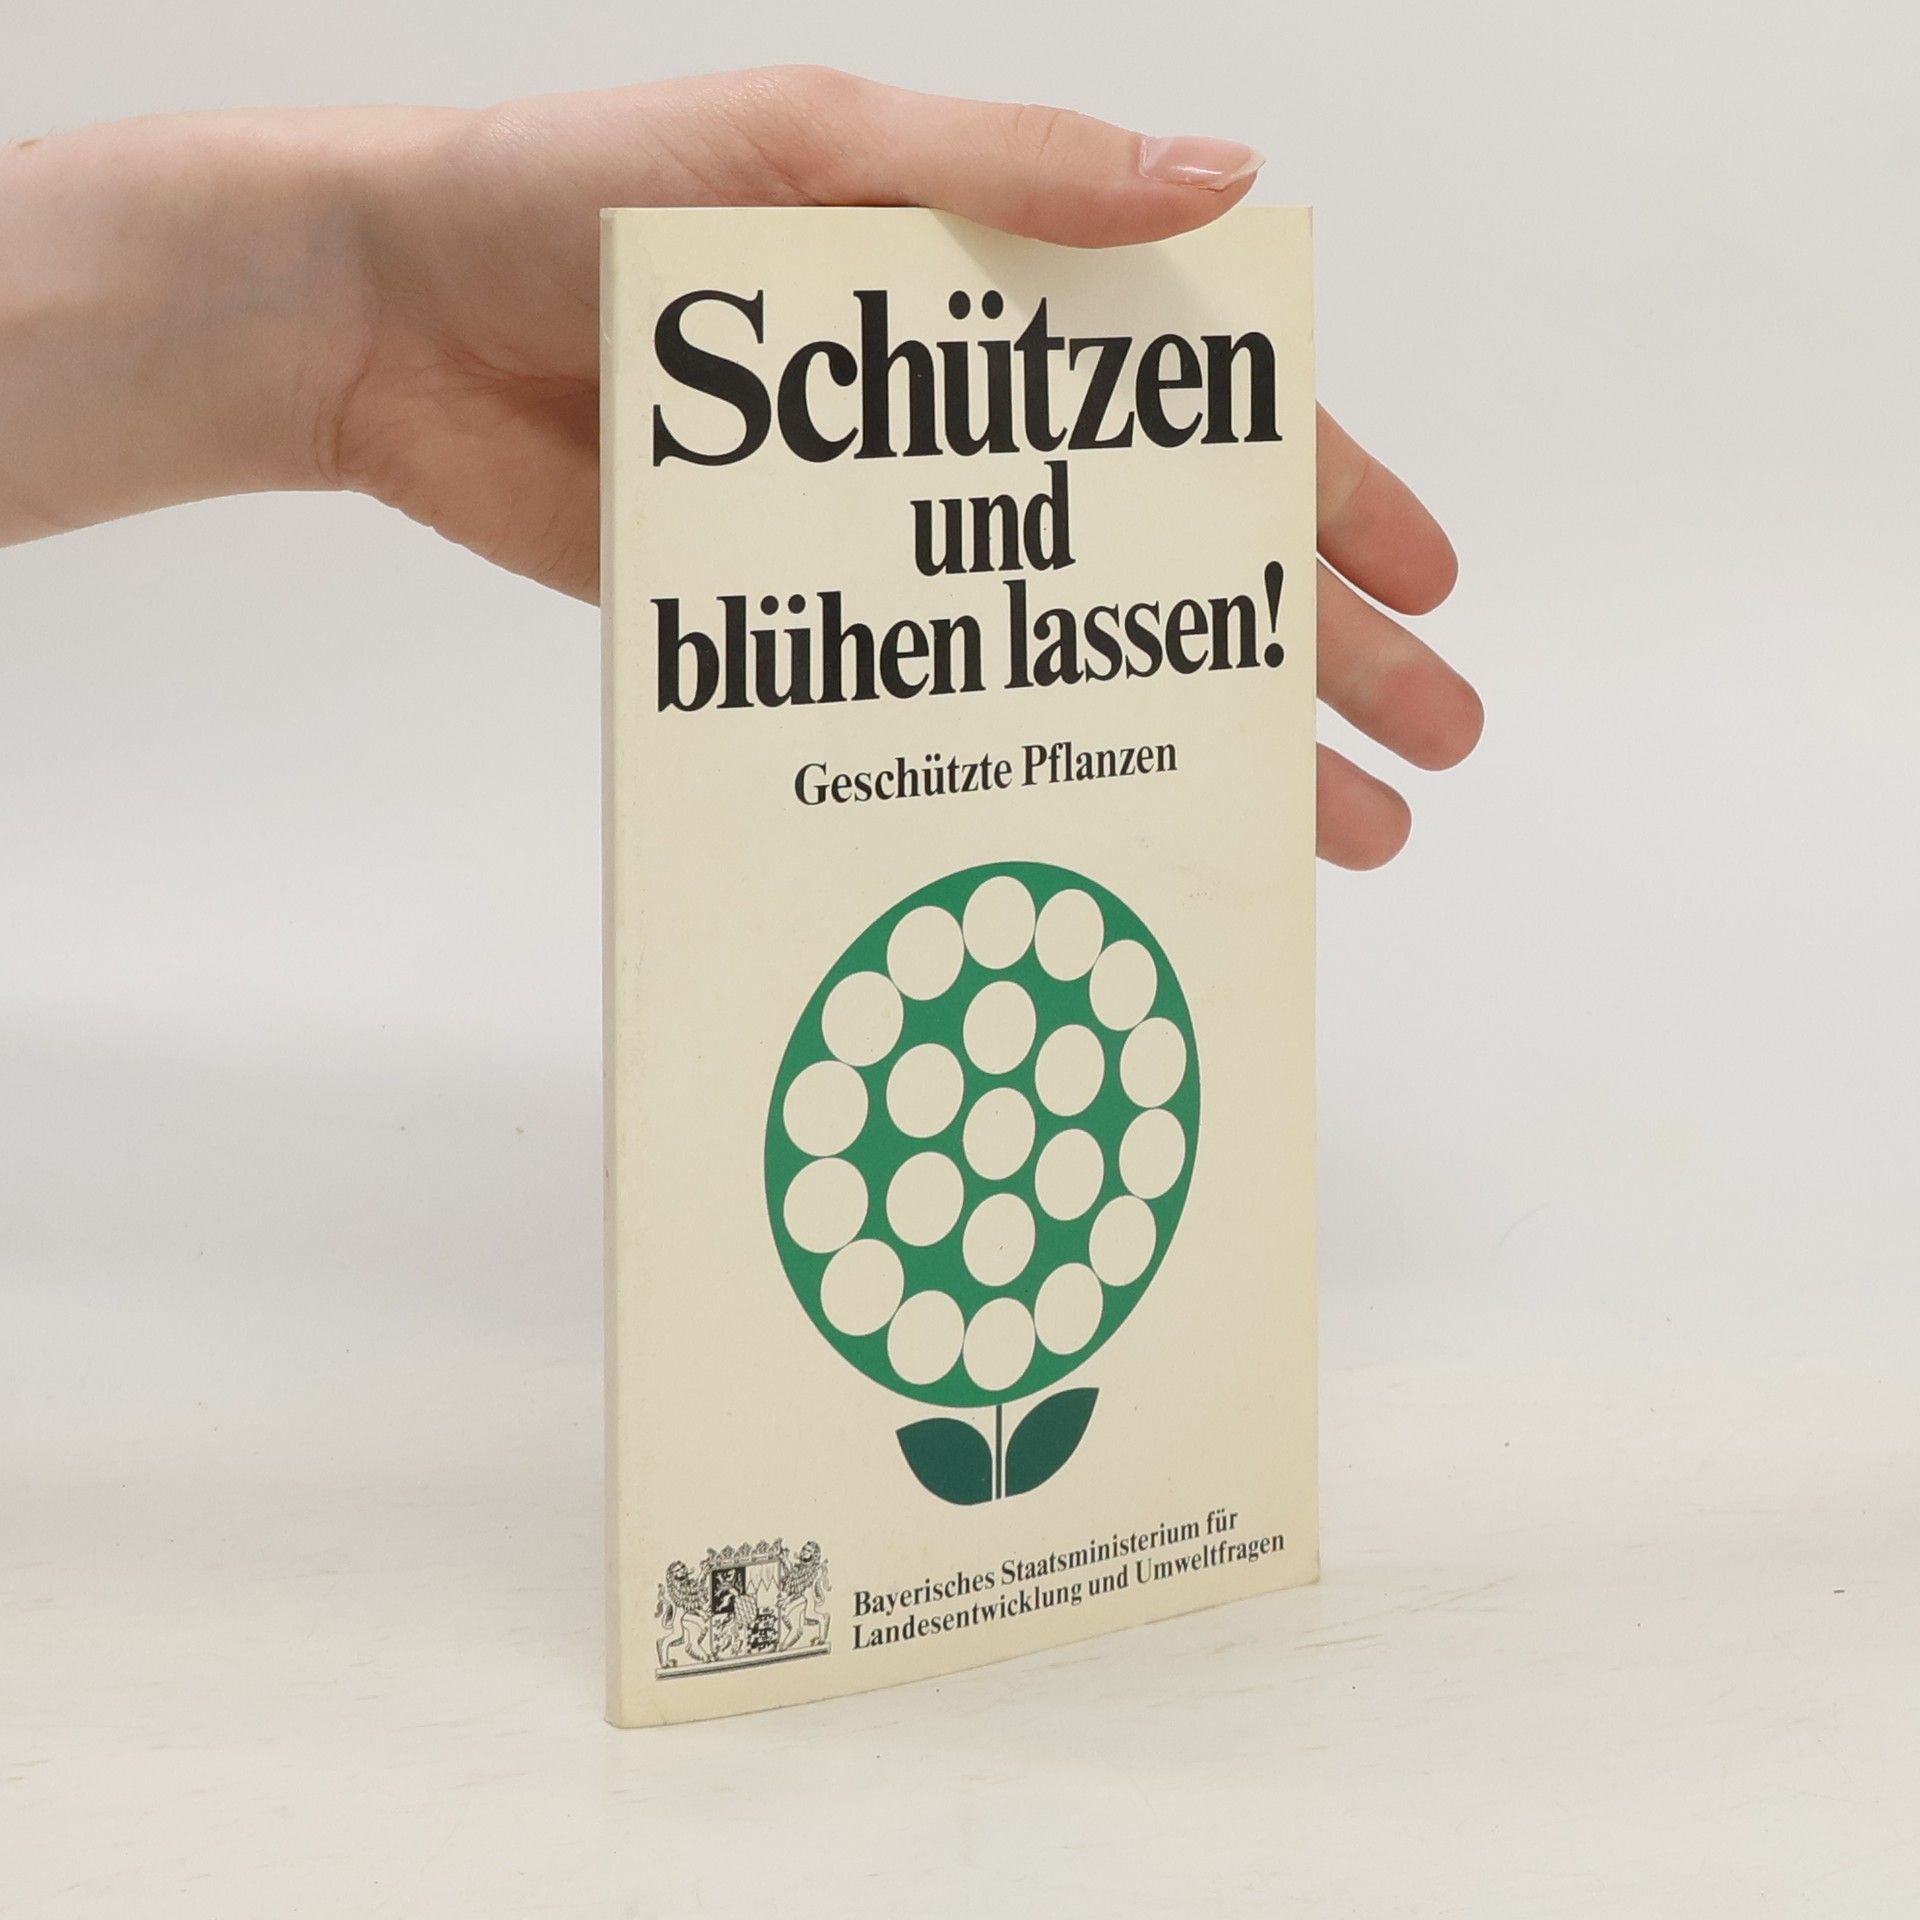 Schützen
und
blühen lassen!
Geschützte Pflanzen
Bayerisches Staatsministerium für
Landesentwicklung und Umweltfragen